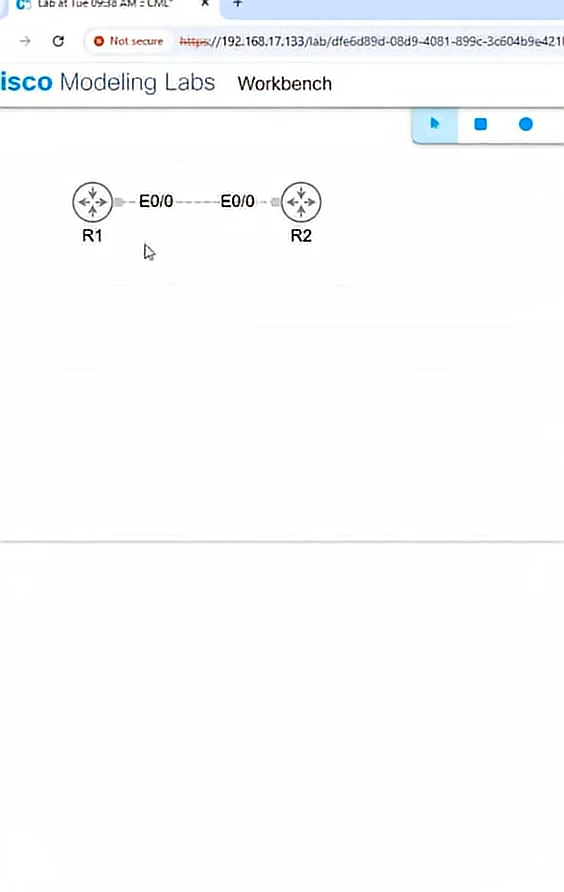 Lab at Tue 09:38 AM - CML
Not secure https://192.168.17.133/lab/dfe6d89d-08d9-4081-899c-3c604b9e421
isco Modeling Labs Workbench
E0/0 E0/0
R1 R2